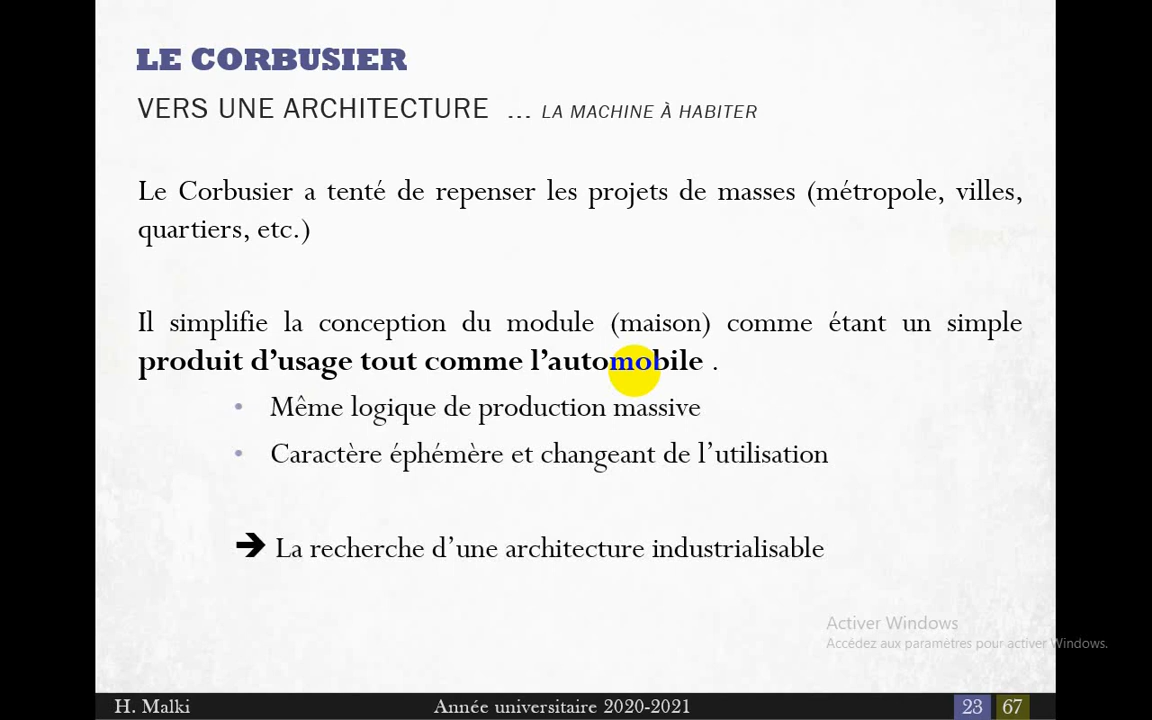 LE CORBUSIER
VERS UNE ARCHITECTURE ... LA MACHINE À HABITER
Le Corbusier a tenté de repenser les projets de masses (métropole, villes,
quartiers, etc.)
Il simplifie la conception du module (maison) comme étant un simple
produit d’usage tout comme l’automobile .
• Même logique de production massive
• Caractère éphémère et changeant de l’utilisation
➔ La recherche d’une architecture industrialisable
Activer Windows
Accédez aux paramètres pour activer Windows.
H. Malki Année universitaire 2020-2021 23 67